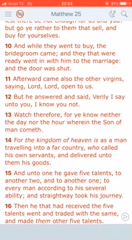 Matthew 25
but go ye rather to them that sell, and
buy for yourselves.
10 And while they went to buy, the
bridegroom came; and they that were
ready went in with him to the marriage:
and the door was shut.
11 Afterward came also the other virgins,
saying, Lord, Lord, open to us.
12 But he answered and said, Verily I say
unto you, I know you not.
13 Watch therefore, for ye know neither
the day nor the hour wherein the Son of
man cometh.
14 For the kingdom of heaven is as a man
travelling into a far country, who called
his own servants, and delivered unto
them his goods.
15 And unto one he gave five talents, to
another two, and to another one; to
every man according to his several
ability; and straightway took his journey.
16 Then he that had received the five
talents went and traded with the same,
and made them other five talents.